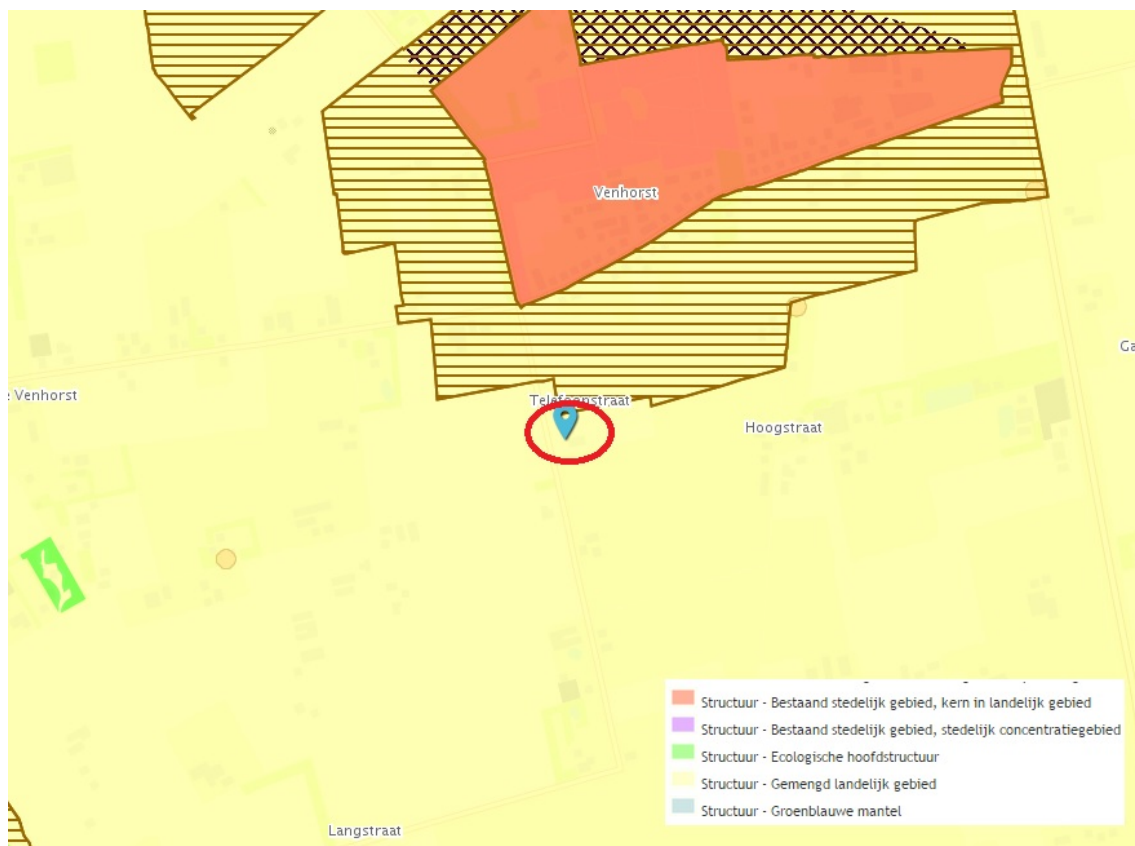 Venhorst
Ga
e Venhorst
Telefoonstraat
Hoogstraat
Langstraat
Structuur - Bestaand stedelijk gebied, kern in landelijk gebied
Structuur - Bestaand stedelijk gebied, stedelijk concentratiegebied
Structuur - Ecologische hoofdstructuur
Structuur - Gemengd landelijk gebied
Structuur - Groenblauwe mantel